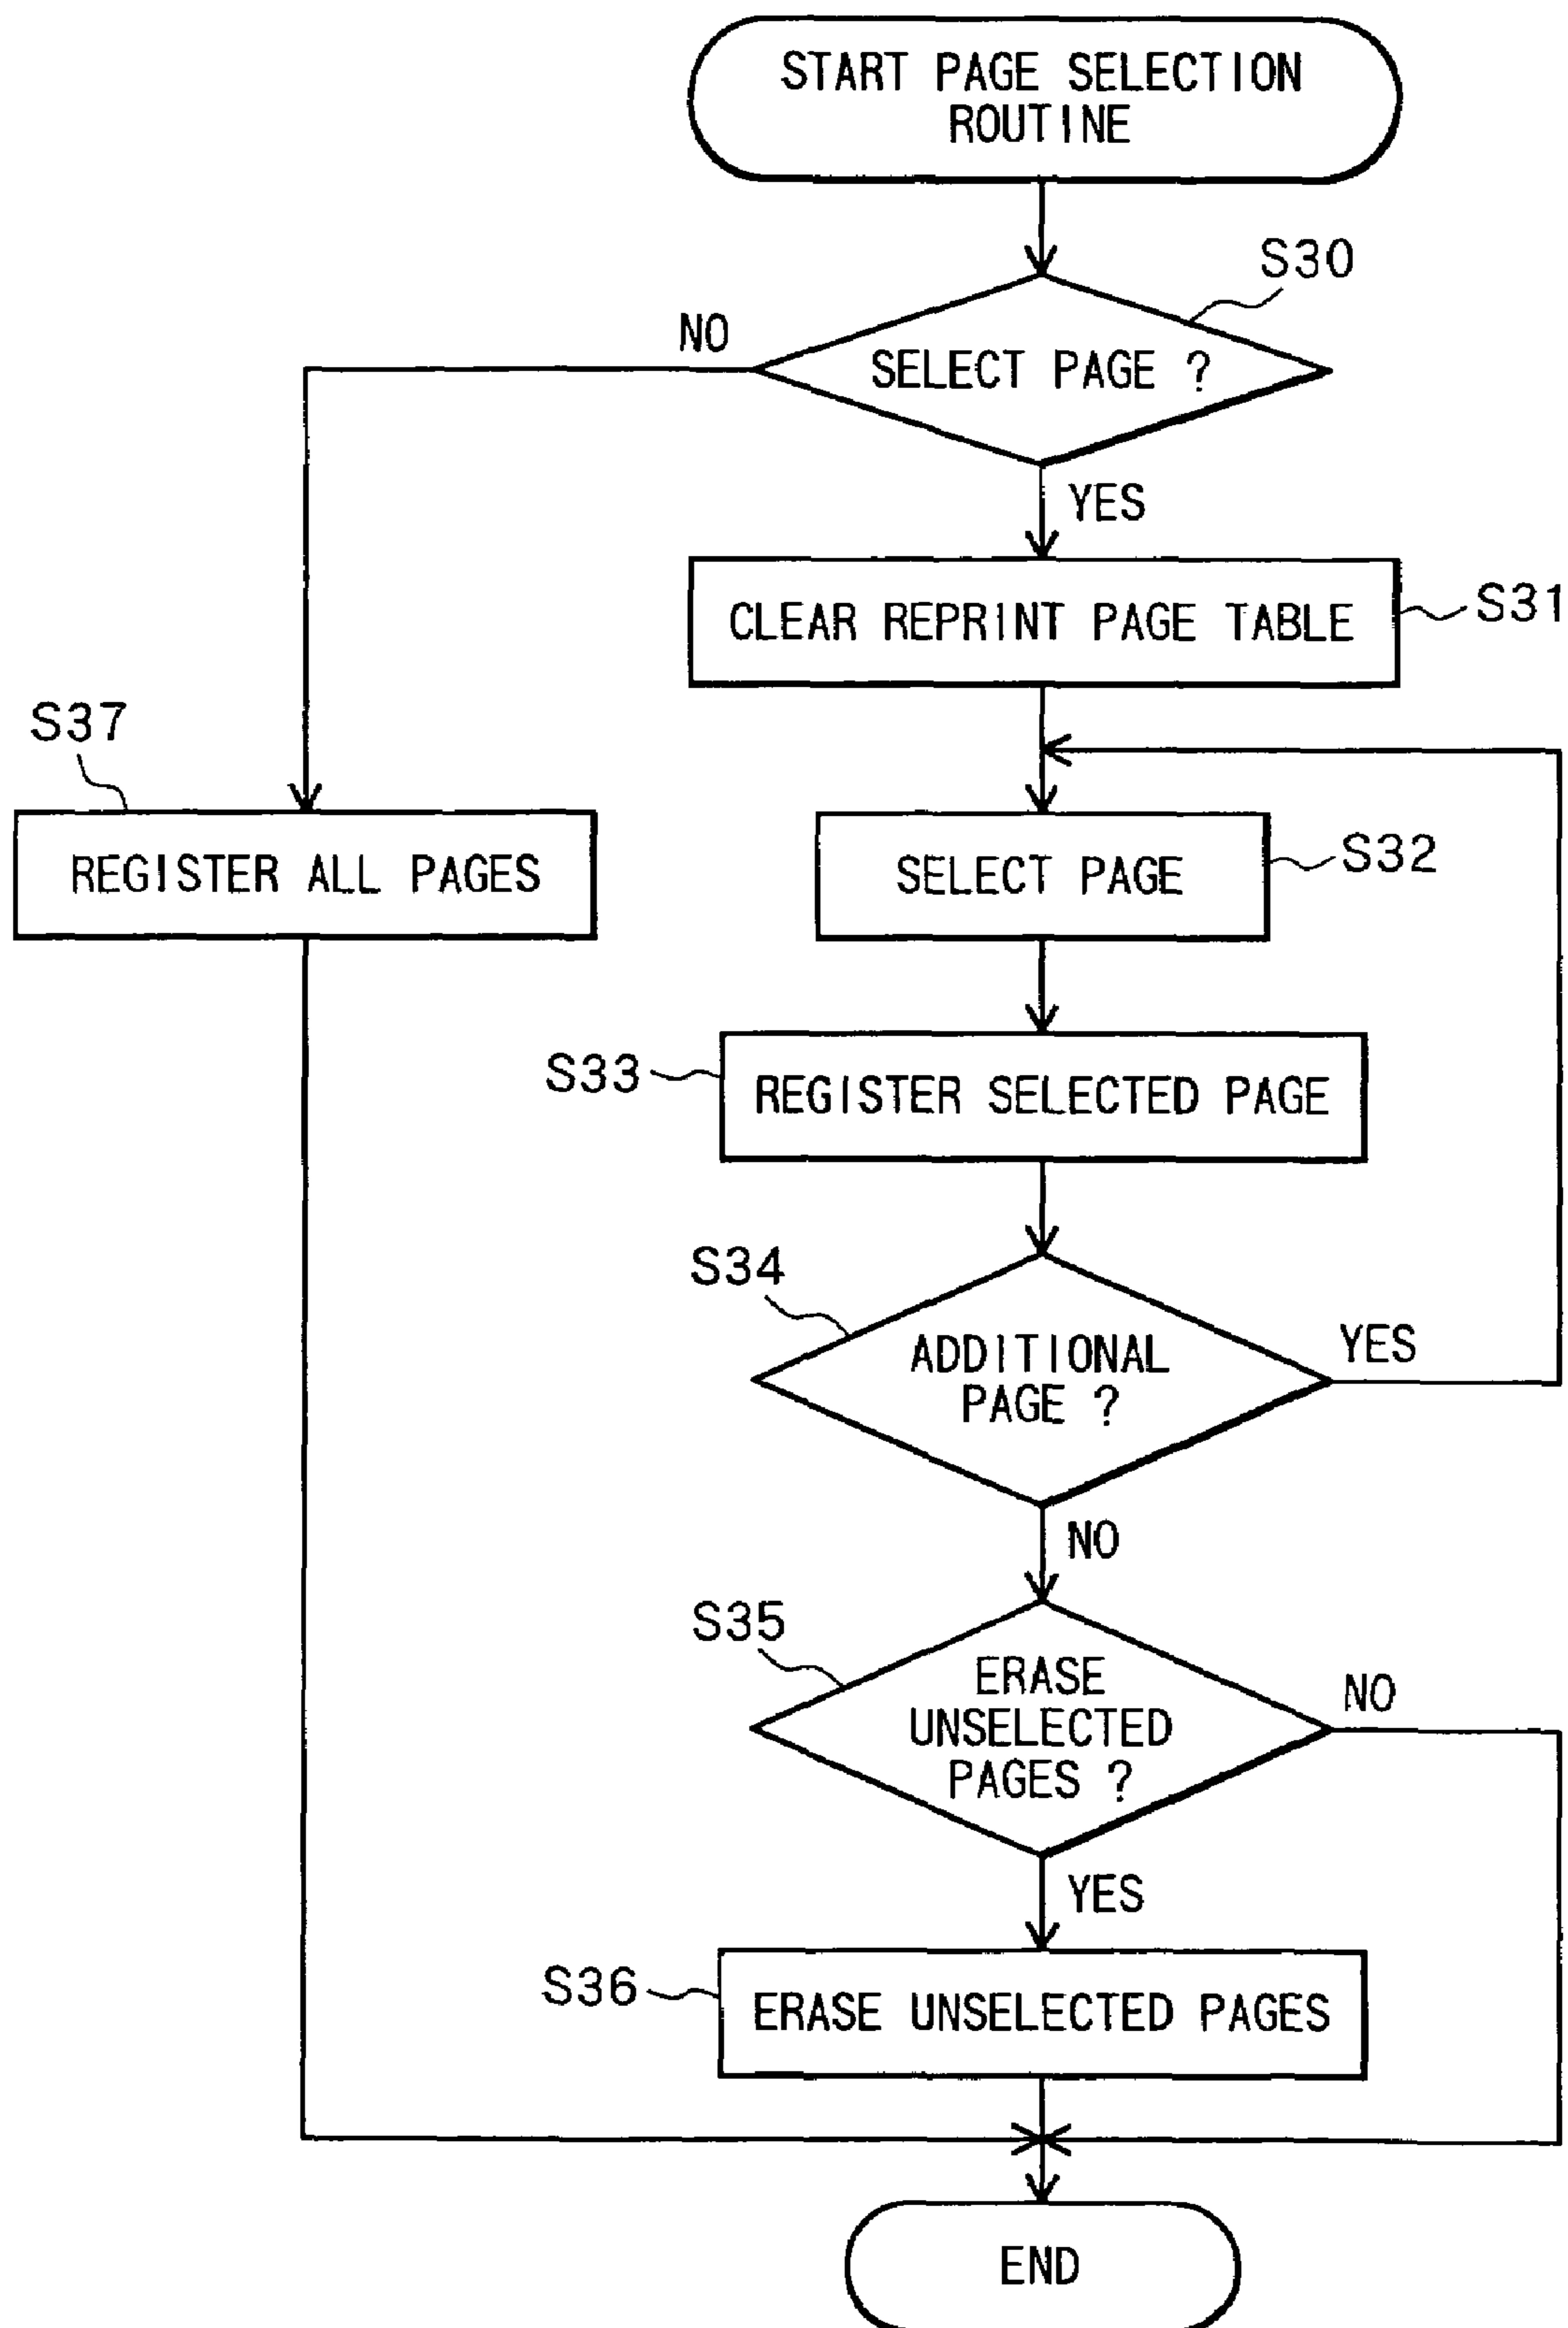 START PAGE SELECTION
ROUTINE
S30
NO
SELECT PAGE ?
YES
CLEAR REPRINT PAGE TABLE
S31
S37
REGISTER ALL PAGES
SELECT PAGE
S32
S33
REGISTER SELECTED PAGE
S34
ADDITIONAL
PAGE ?
YES
NO
S35
ERASE
UNSELECTED
PAGES ?
NO
YES
S36
ERASE UNSELECTED PAGES
END